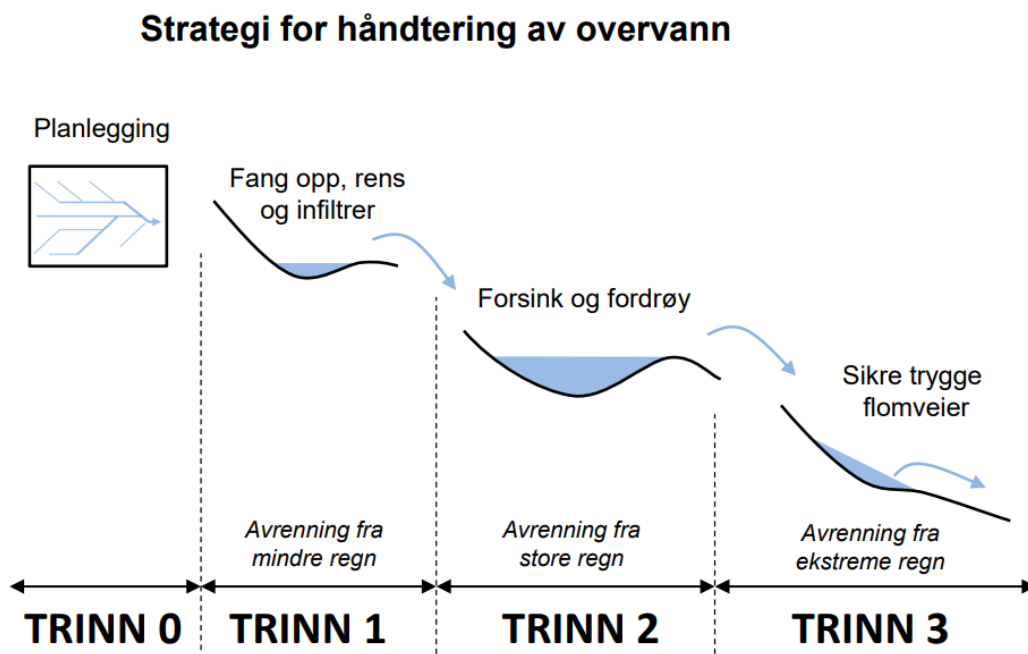 Strategi for håndtering av overvann
Planlegging
Fang opp, rens
og infiltrer
Forsink og fordrøy
Sikre trygge
flomveier
Avrenning fra
mindre regn
Avrenning fra
store regn
Avrenning fra
ekstreme regn
TRINN 0
TRINN 1
TRINN 2
TRINN 3